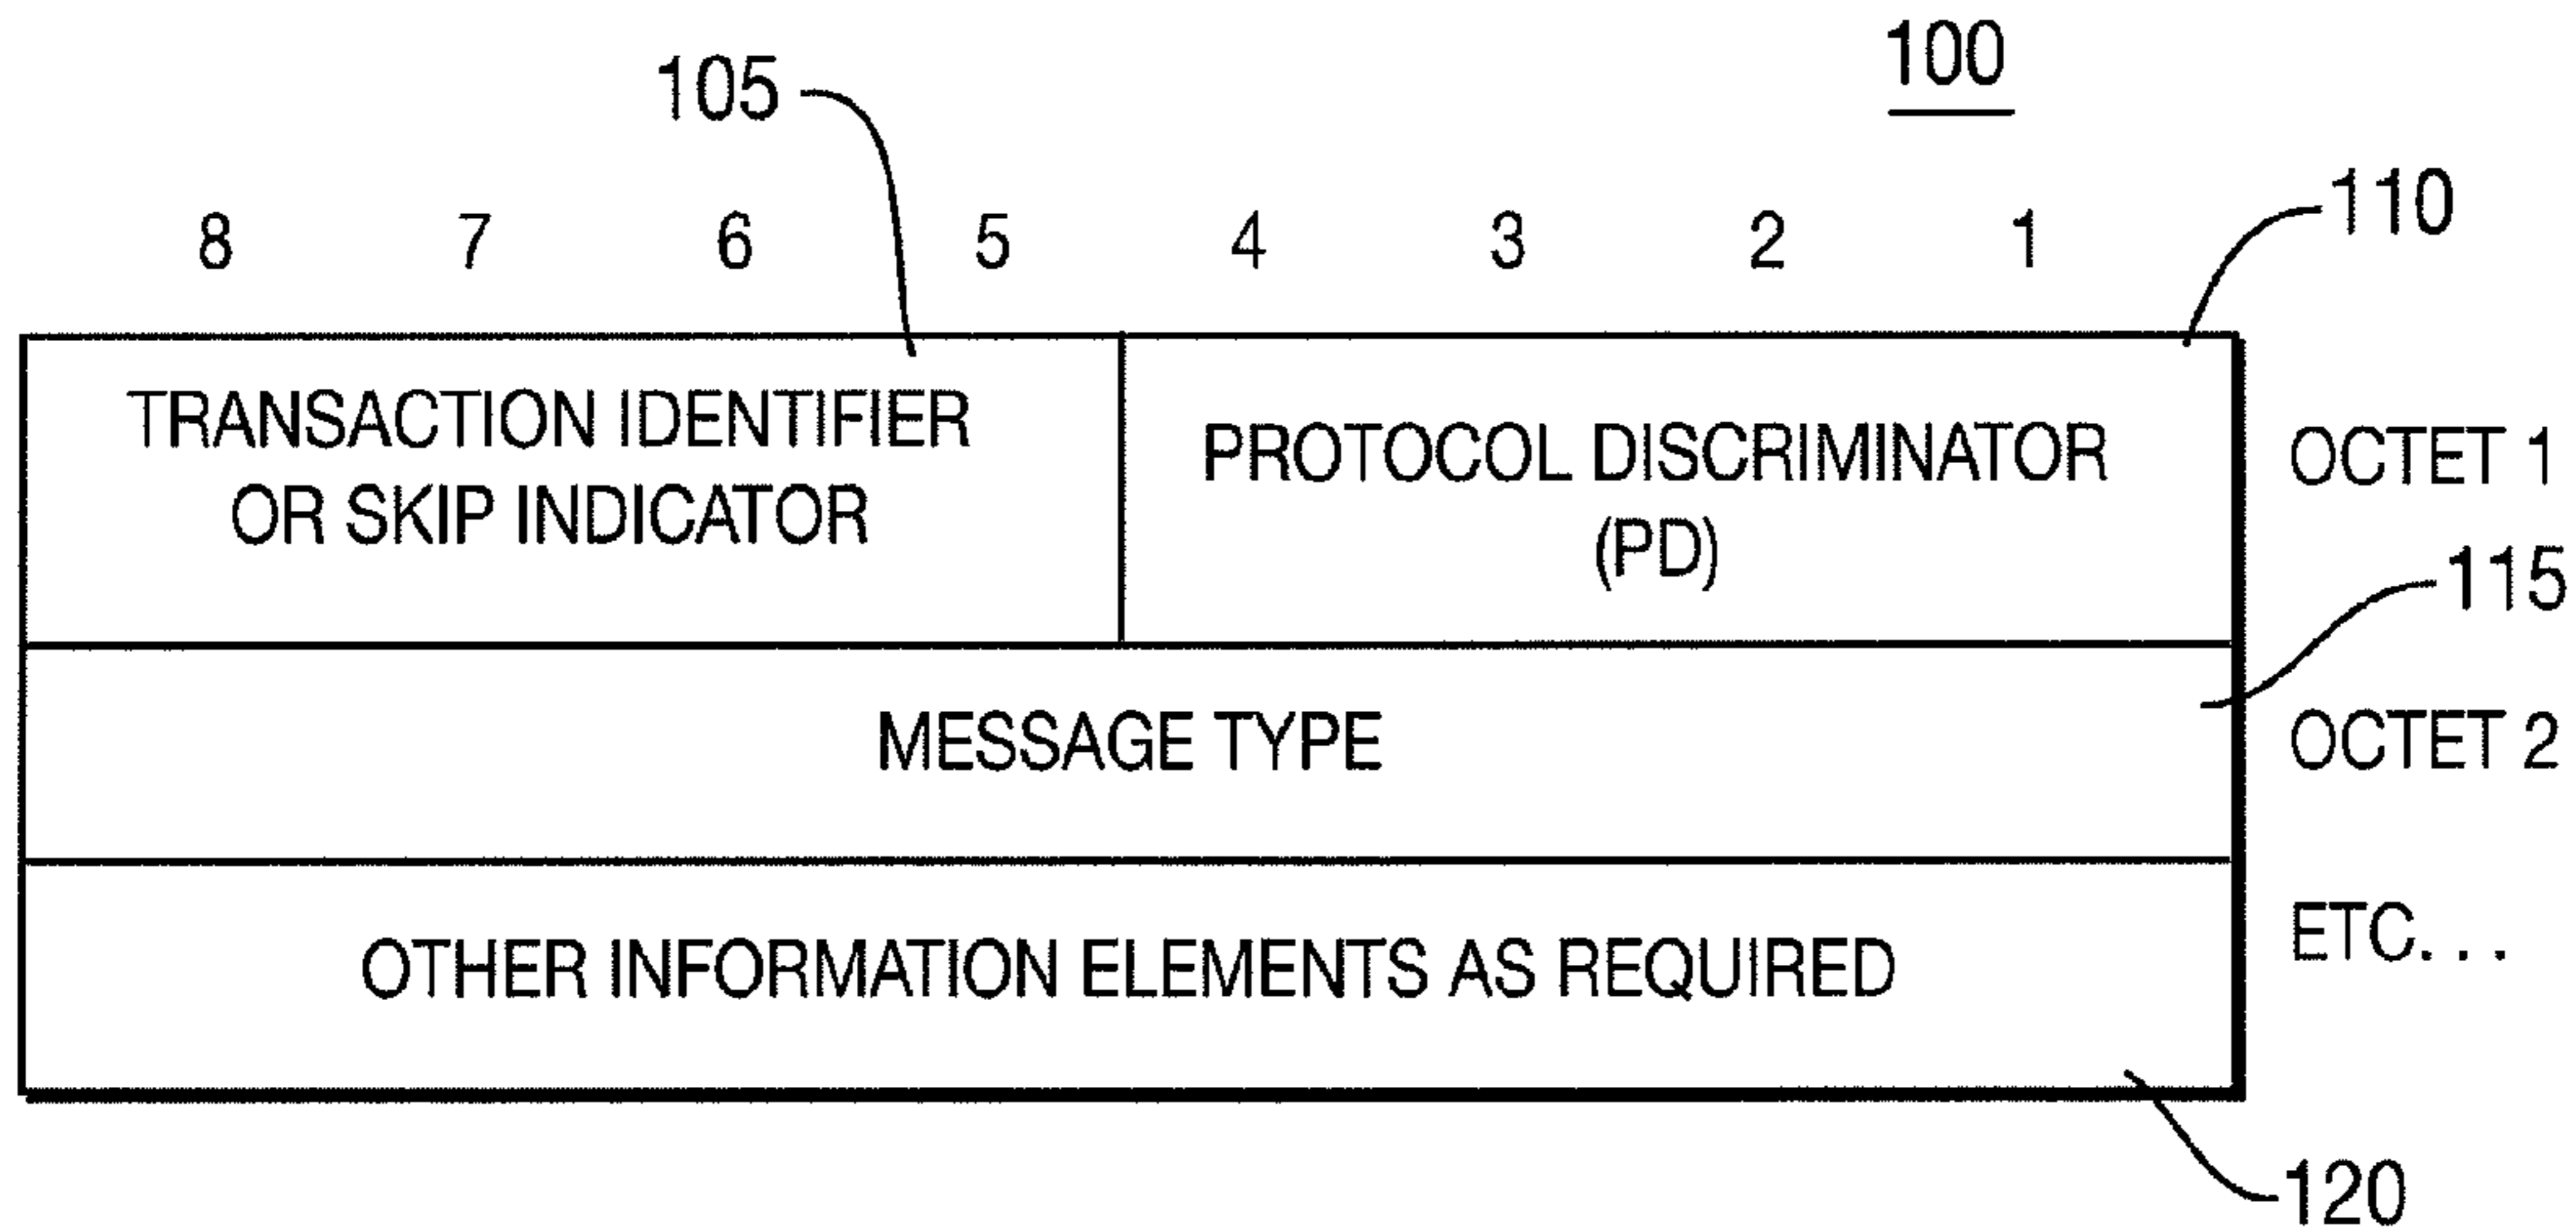 100
105
110
8 7 6 5 4 3 2 1
TRANSACTION IDENTIFIER
OR SKIP INDICATOR
PROTOCOL DISCRIMINATOR
(PD)
OCTET 1
115
MESSAGE TYPE
OCTET 2
OTHER INFORMATION ELEMENTS AS REQUIRED
ETC. . .
120